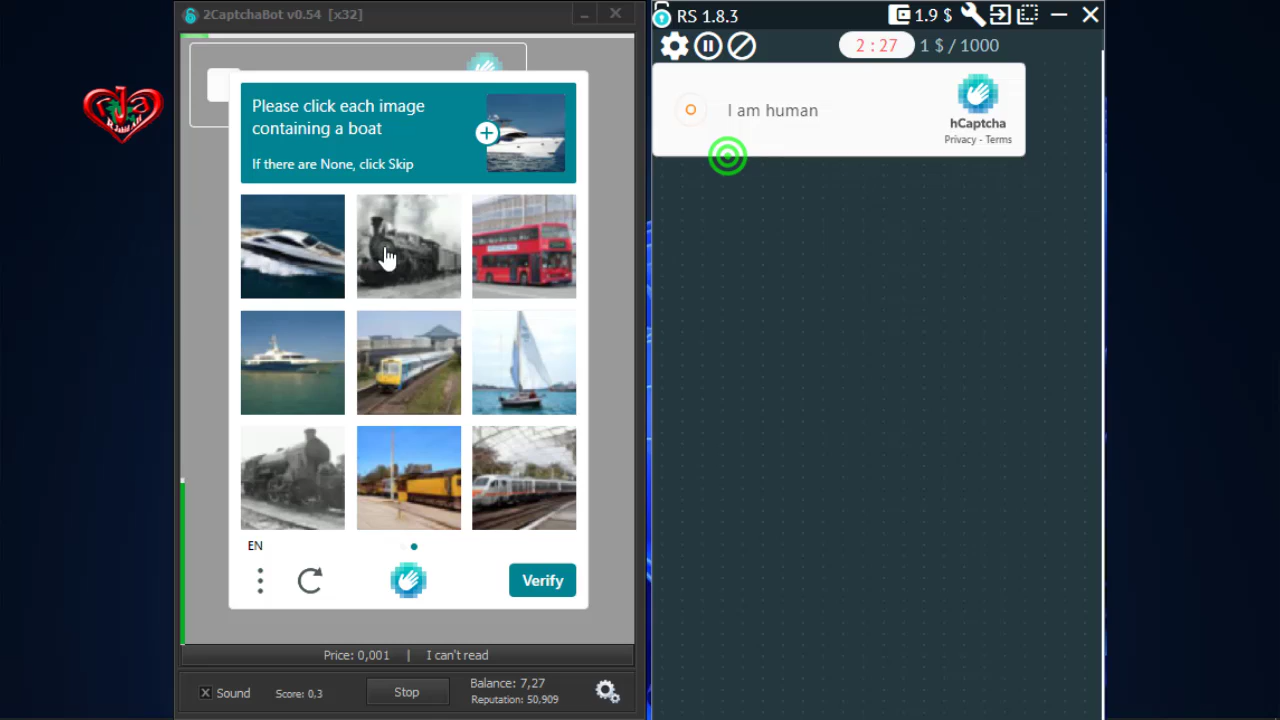 2CaptchaBot v0.54 [x32]
Please click each image
containing a boat
If there are None, click Skip
EN
Verify
Price: 0,001 | I can't read
Sound
Score: 0,3
Stop
Balance: 7,27
Reputation: 50,909
RS 1.8.3
1.9 $
2 : 27
1 $ / 1000
I am human
hCaptcha
Privacy - Terms